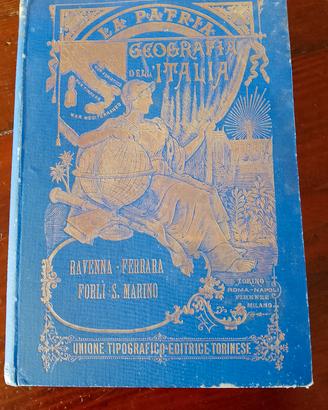 LA PATRIA
GEOGRAFIA
DELL'ITALIA
MAR MEDITERRANEO
RAVENNA - FERRARA
FORLÌ - S. MARINO
TORINO
ROMA - NAPOLI
FIRENZE
MILANO
UNIONE TIPOGRAFICO-EDITRICE TORINESE